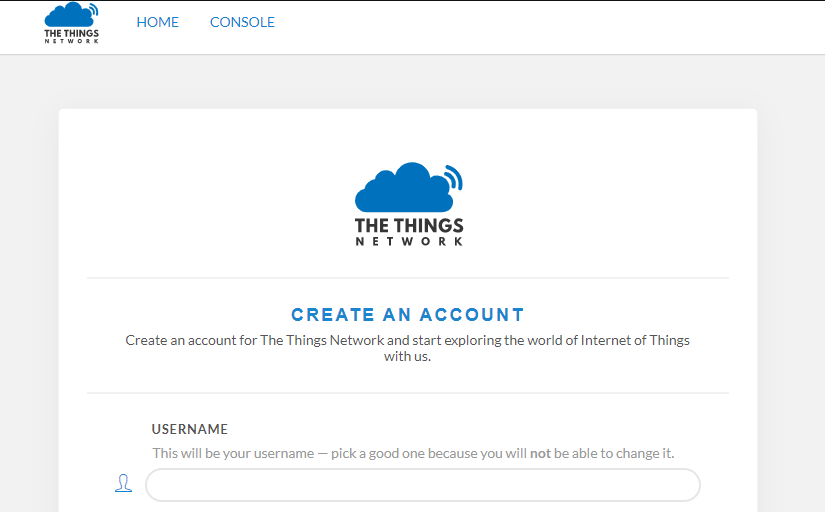 THE THINGS
NETWORK
HOME
CONSOLE
THE THINGS
NETWORK
CREATE AN ACCOUNT
Create an account for The Things Network and start exploring the world of Internet of Things
with us.
USERNAME
This will be your username — pick a good one because you will not be able to change it.